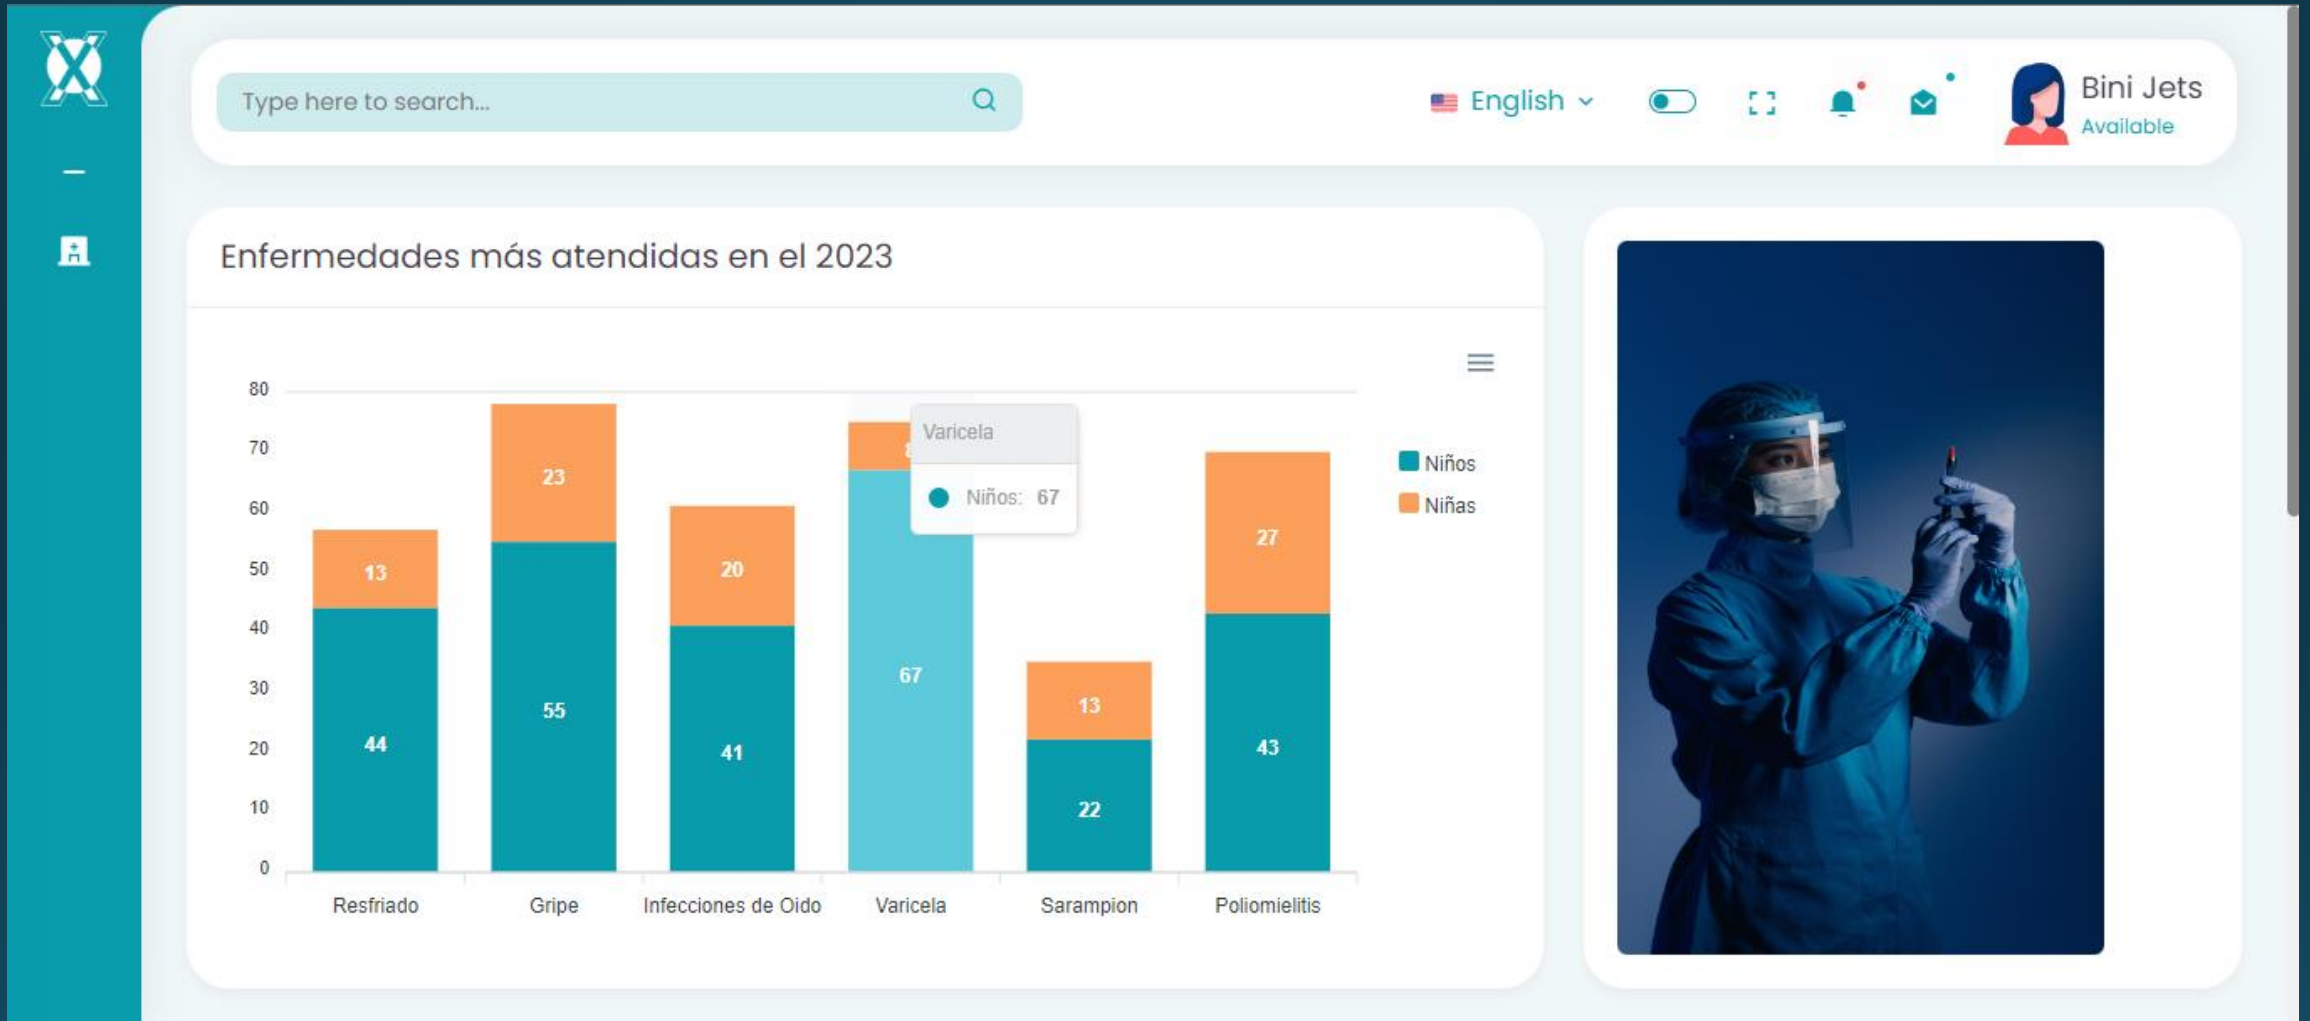 Type here to search...
English
Bini Jets
Available
Enfermedades más atendidas en el 2023
80
70
60
50
40
30
20
10
0
13
44
23
55
20
41
67
13
22
27
43
Varicela
Niños: 67
Niños
Niñas
Resfriado
Gripe
Infecciones de Oido
Varicela
Sarampion
Poliomielitis